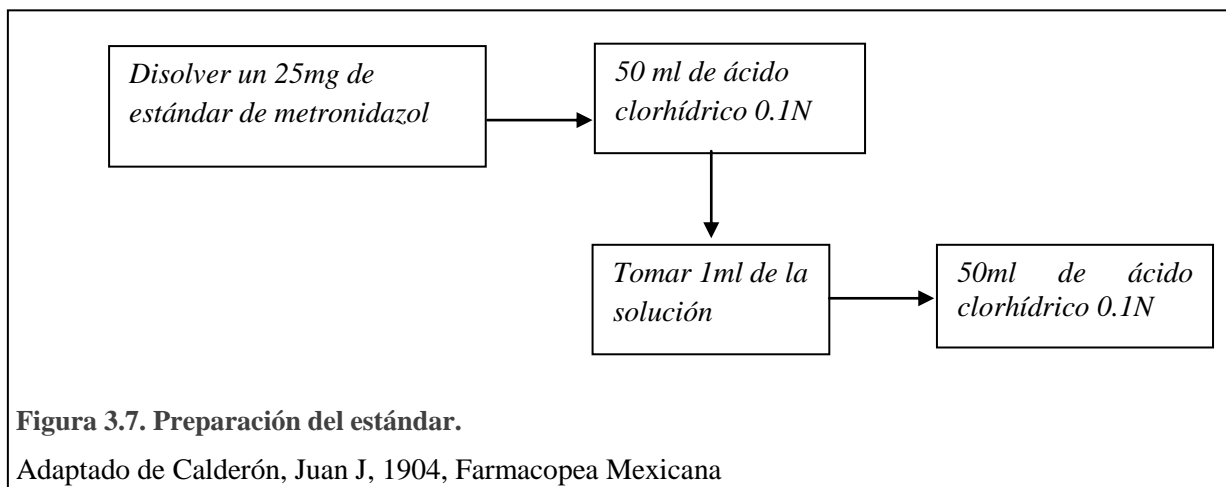 Disolver un 25mg de
estándar de metronidazol
50 ml de ácido
clorhídrico 0.1N
Tomar 1ml de la
solución
50ml de ácido
clorhídrico 0.1N
Figura 3.7. Preparación del estándar.
Adaptado de Calderón, Juan J, 1904, Farmacopea Mexicana